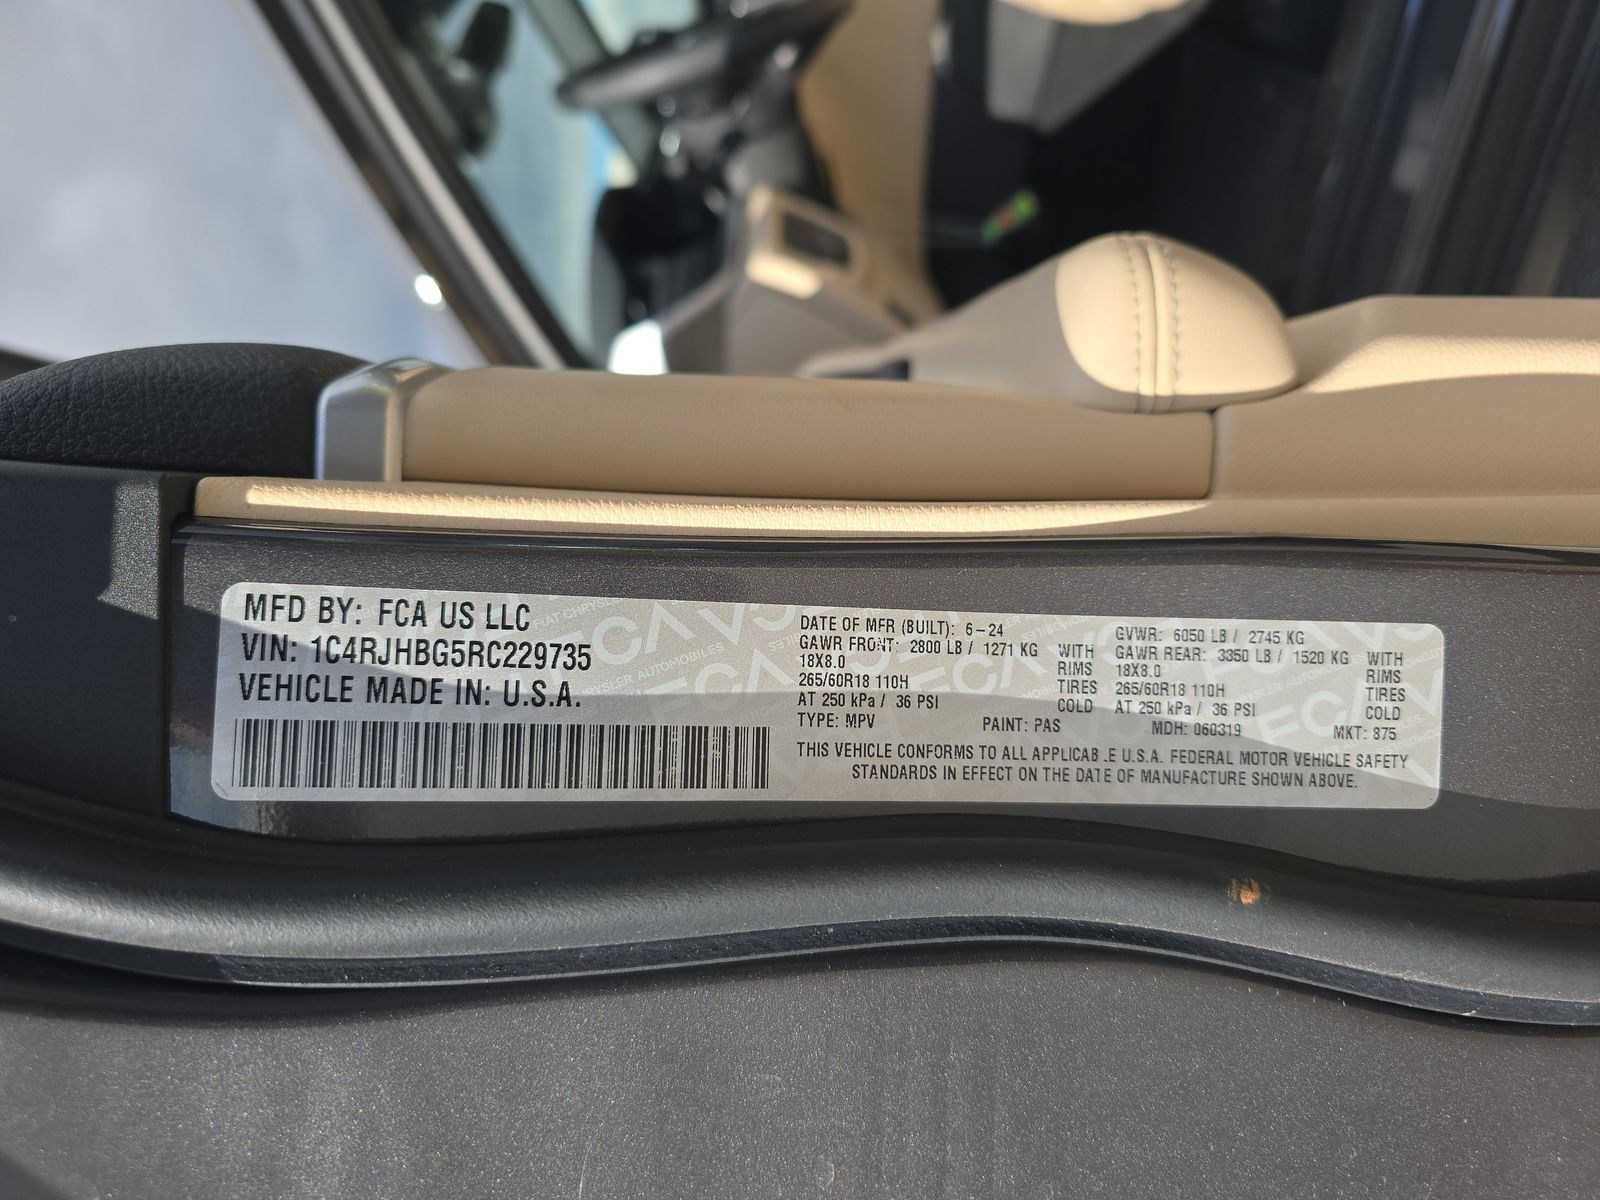 MFD BY: FCA US LLC
VIN: 1C4RJHBG5RC229735
VEHICLE MADE IN: U.S.A.
DATE OF MFR (BUILT): 6-24
GAWR FRONT: 2800 LB / 1271 KG WITH
18X8.0 RIMS
265/60R18 110H TIRES
AT 250 kPa / 36 PSI COLD
GVWR: 6050 LB / 2745 KG
GAWR REAR: 3350 LB / 1520 KG WITH
18X8.0 RIMS
265/60R18 110H TIRES
AT 250 kPa / 36 PSI COLD
TYPE: MPV PAINT: PAS MDH: 060319 MKT: 875
THIS VEHICLE CONFORMS TO ALL APPLICAB.E U.S.A. FEDERAL MOTOR VEHICLE SAFETY
STANDARDS IN EFFECT ON THE DATE OF MANUFACTURE SHOWN ABOVE.